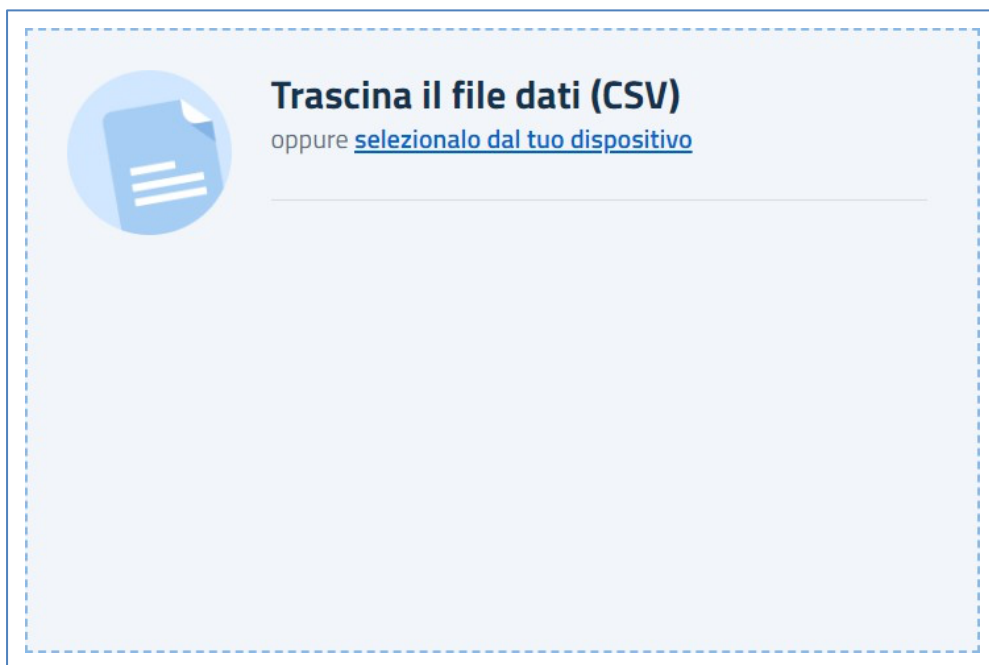 Trascina il file dati (CSV)
oppure selezionalo dal tuo dispositivo